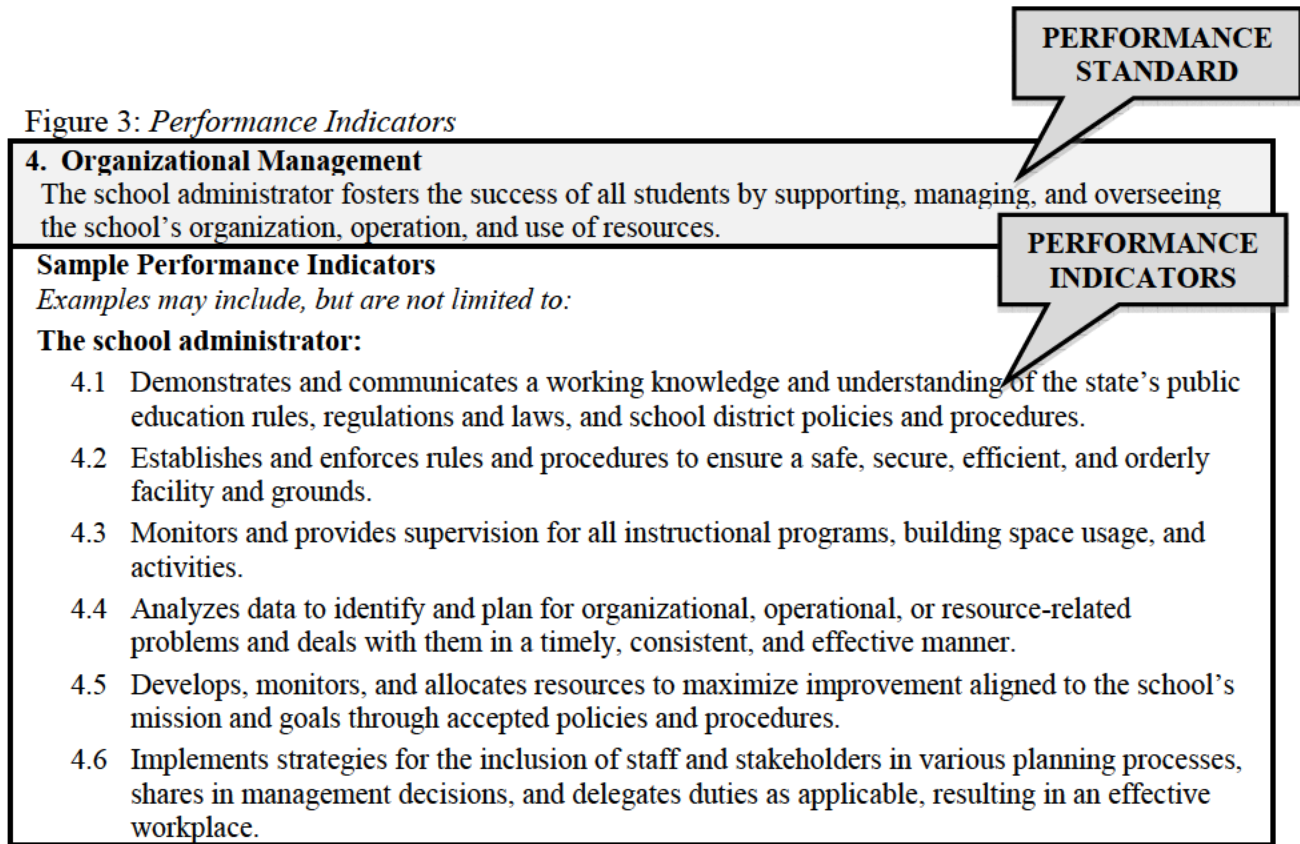 PERFORMANCE
STANDARD
Figure 3: Performance Indicators
4. Organizational Management
The school administrator fosters the success of all students by supporting, managing, and overseeing
the school's organization, operation, and use of resources.
PERFORMANCE
INDICATORS
Sample Performance Indicators
Examples may include, but are not limited to:
The school administrator:
4.1 Demonstrates and communicates a working knowledge and understanding of the state's public
education rules, regulations and laws, and school district policies and procedures.
4.2 Establishes and enforces rules and procedures to ensure a safe, secure, efficient, and orderly
facility and grounds.
4.3 Monitors and provides supervision for all instructional programs, building space usage, and
activities.
4.4 Analyzes data to identify and plan for organizational, operational, or resource-related
problems and deals with them in a timely, consistent, and effective manner.
4.5 Develops, monitors, and allocates resources to maximize improvement aligned to the school's
mission and goals through accepted policies and procedures.
4.6 Implements strategies for the inclusion of staff and stakeholders in various planning processes,
shares in management decisions, and delegates duties as applicable, resulting in an effective
workplace.